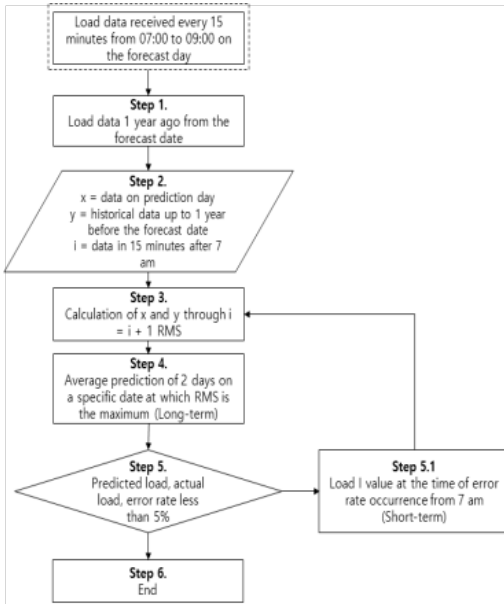 Load data received every 15
minutes from 07:00 to 09:00 on
the forecast day
Step 1.
Load data 1 year ago from the
forecast date
Step 2.
x = data on prediction day
y = historical data up to 1 year
before the forecast date
i = data in 15 minutes after 7
am
Step 3.
Calculation of x and y through i
= i + 1 RMS
Step 4.
Average prediction of 2 days on
a specific date at which RMS is
the maximum (Long-term)
Step 5.
Predicted load, actual
load, error rate less
than 5%
Step 5.1
Load I value at the time of error
rate occurrence from 7 am
(Short-term)
Step 6.
End